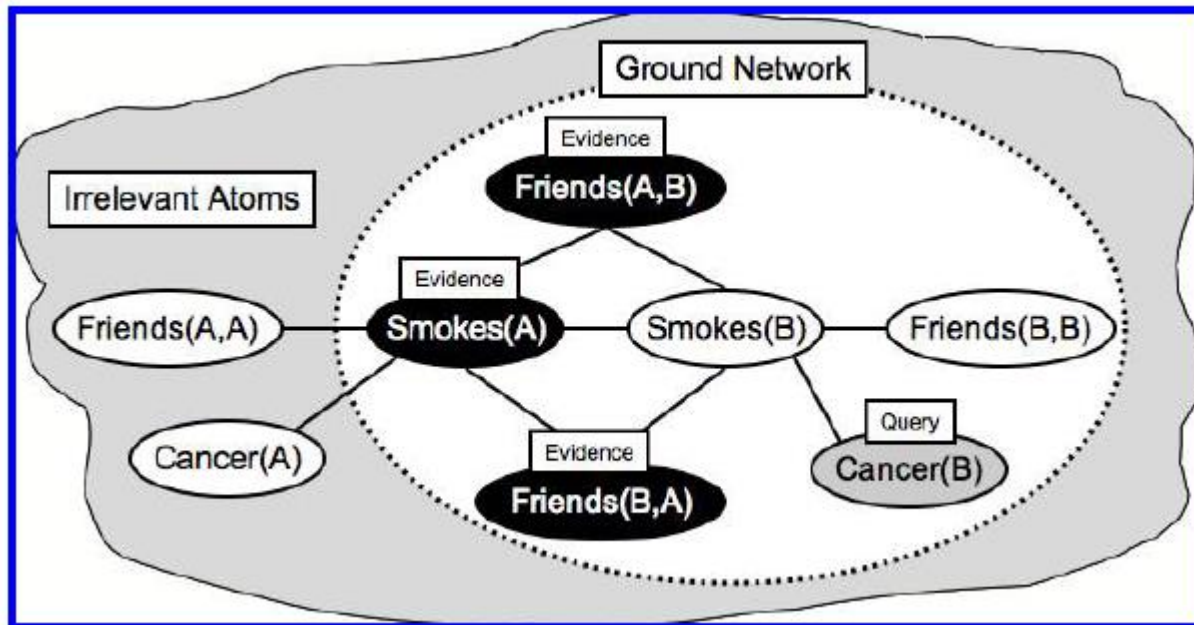 Ground Network
Evidence
Friends(A,B)
Irrelevant Atoms
Evidence
Friends(A,A)
Smokes(A)
Smokes(B)
Friends(B,B)
Query
Cancer(A)
Evidence
Cancer(B)
Friends(B,A)